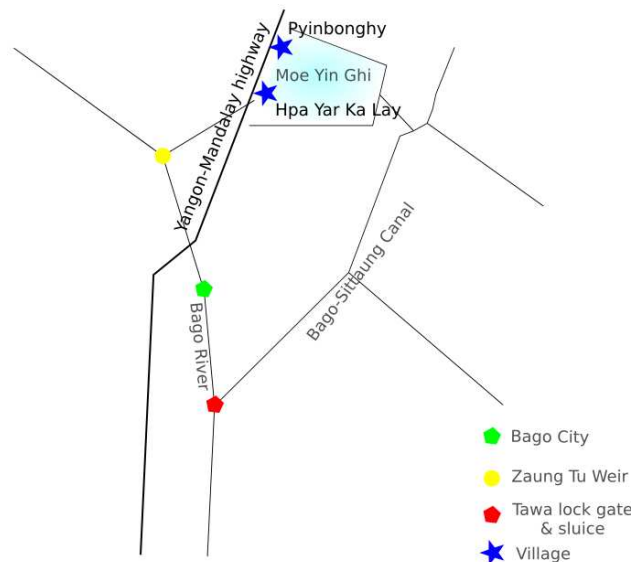 Pyinbonghy
Yangon-Mandalay highway
Moe Yin Ghi
Hpa Yar Ka Lay
Bago-Sittaung Canal
Bago River
Bago City
Zaung Tu Weir
Tawa lock gate
& sluice
Village